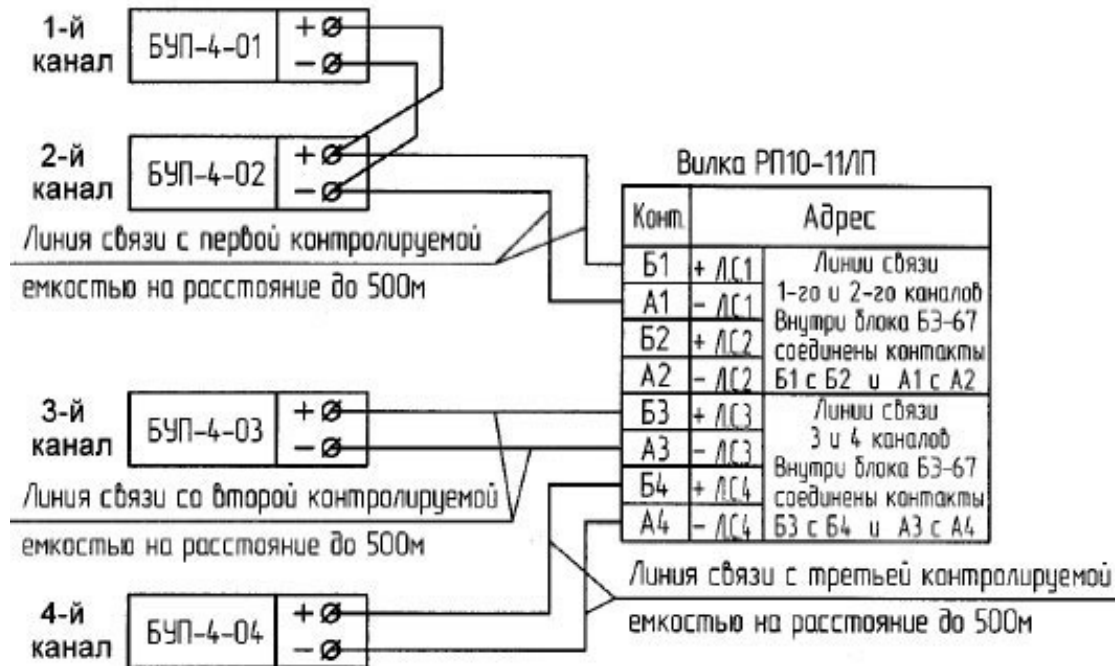 1-й
канал
БУП-4-01
+
−
2-й
канал
БУП-4-02
+
−
Линия связи с первой контролируемой
емкостью на расстояние до 500м
3-й
канал
БУП-4-03
+
−
Линия связи со второй контролируемой
емкостью на расстояние до 500м
4-й
канал
БУП-4-04
+
−
Вилка РП10-11ЛП
Конт. Адрес
Б1 + ЛС1
А1 − ЛС1
Б2 + ЛС2
А2 − ЛС2
Линии связи
1-го и 2-го каналов
Внутри блока БЭ-67
соединены контакты
Б1 с Б2 и А1 с А2
Б3 + ЛС3
А3 − ЛС3
Б4 + ЛС4
А4 − ЛС4
Линии связи
3 и 4 каналов
Внутри блока БЭ-67
соединены контакты
Б3 с Б4 и А3 с А4
Линия связи с третьей контролируемой
емкостью на расстояние до 500м